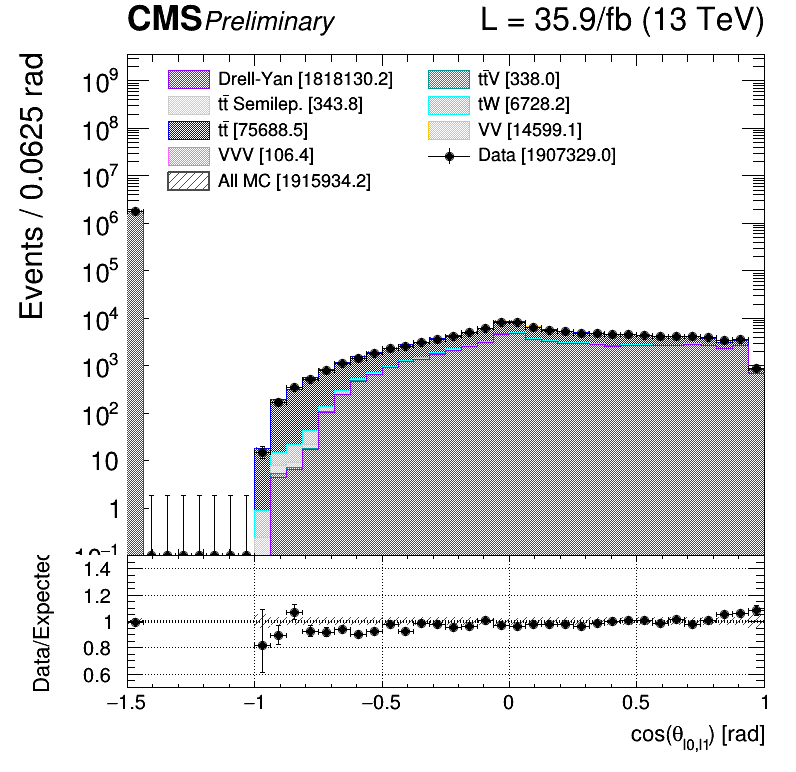 CMS Preliminary L = 35.9/fb (13 TeV)
Events / 0.0625 rad
Drell-Yan [1818130.2]
tt̄ Semilep. [343.8]
tt̄ [75688.5]
VVV [106.4]
All MC [1915934.2]
tt̄V [338.0]
tW [6728.2]
VV [14599.1]
Data [1907329.0]
10⁹
10⁸
10⁷
10⁶
10⁵
10⁴
10³
10²
10
1
10⁻¹
Data/Expected
1.4
1.2
1
0.8
0.6
−1.5 −1 −0.5 0 0.5 1
cos(θ_l0,l1) [rad]